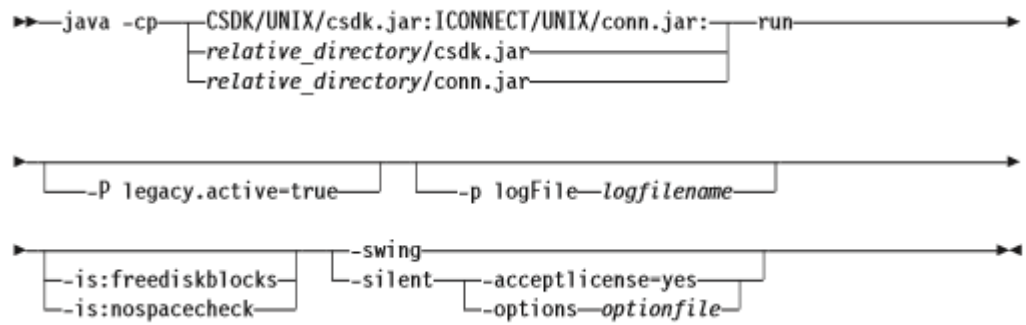 java -cp CSDK/UNIX/csdk.jar:ICONNECT/UNIX/conn.jar: run
relative_directory/csdk.jar
relative_directory/conn.jar
-P legacy.active=true -p logFile logfilename
-swing
-is:freediskblocks -silent -acceptlicense=yes
-is:nospacecheck -options optionfile